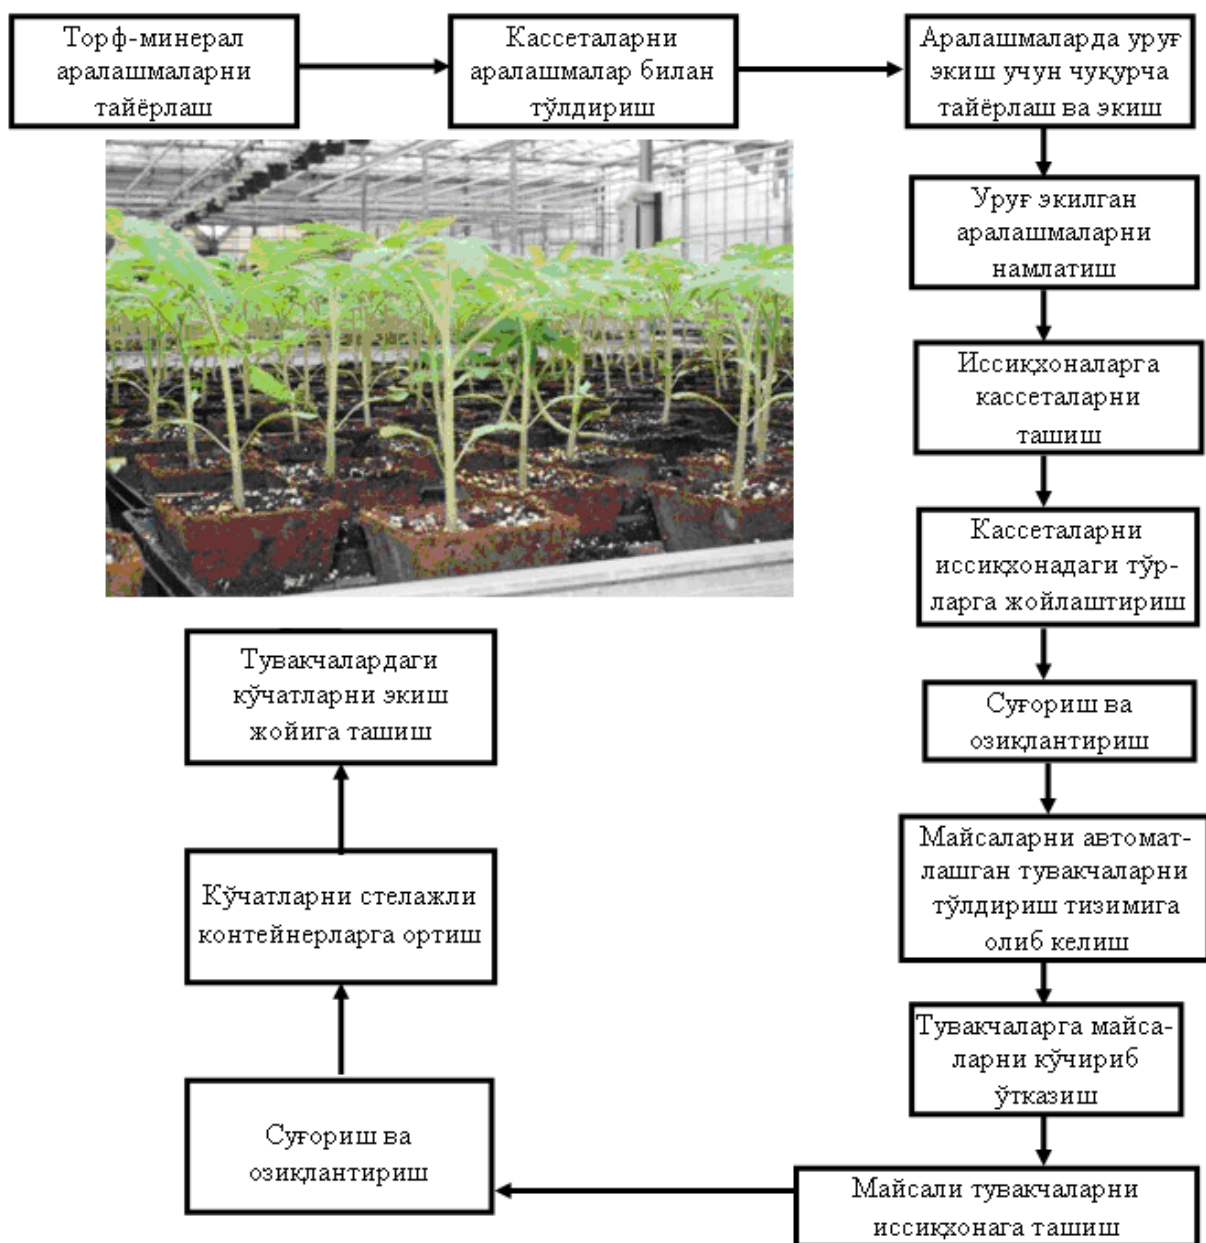 Торф-минерал
аралашмаларни
тайёрлаш
Кассеталарни
аралашмалар билан
тўлдириш
Аралашмаларда уруғ
экиш учун чуқурча
тайёрлаш ва экиш
Уруғ экилган
аралашмаларни
намлатиш
Иссиқхоналарга
кассеталарни
ташиш
Кассеталарни
иссиқхонадаги тўр-
ларга жойлаштириш
Суғориш ва
озиқлантириш
Майсаларни автомат-
лашган тувакчаларни
тўлдириш тизимига
олиб келиш
Тувакчаларга майса-
ларни кўчириб
ўтказиш
Майсали тувакчаларни
иссиқхонага ташиш
Суғориш ва
озиқлантириш
Кўчатларни стелажли
контейнерларга ортиш
Тувакчалардаги
кўчатларни экиш
жойига ташиш